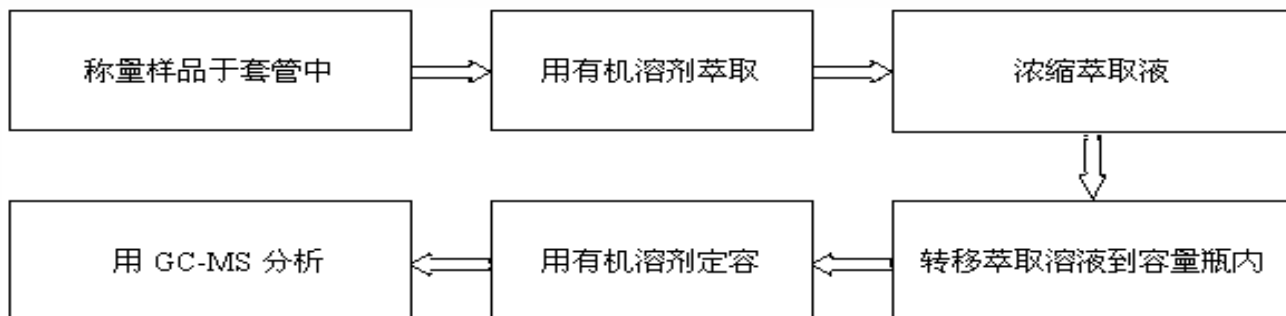 称量样品于套管中
用有机溶剂萃取
浓缩萃取液
转移萃取溶液到容量瓶内
用有机溶剂定容
用 GC-MS 分析